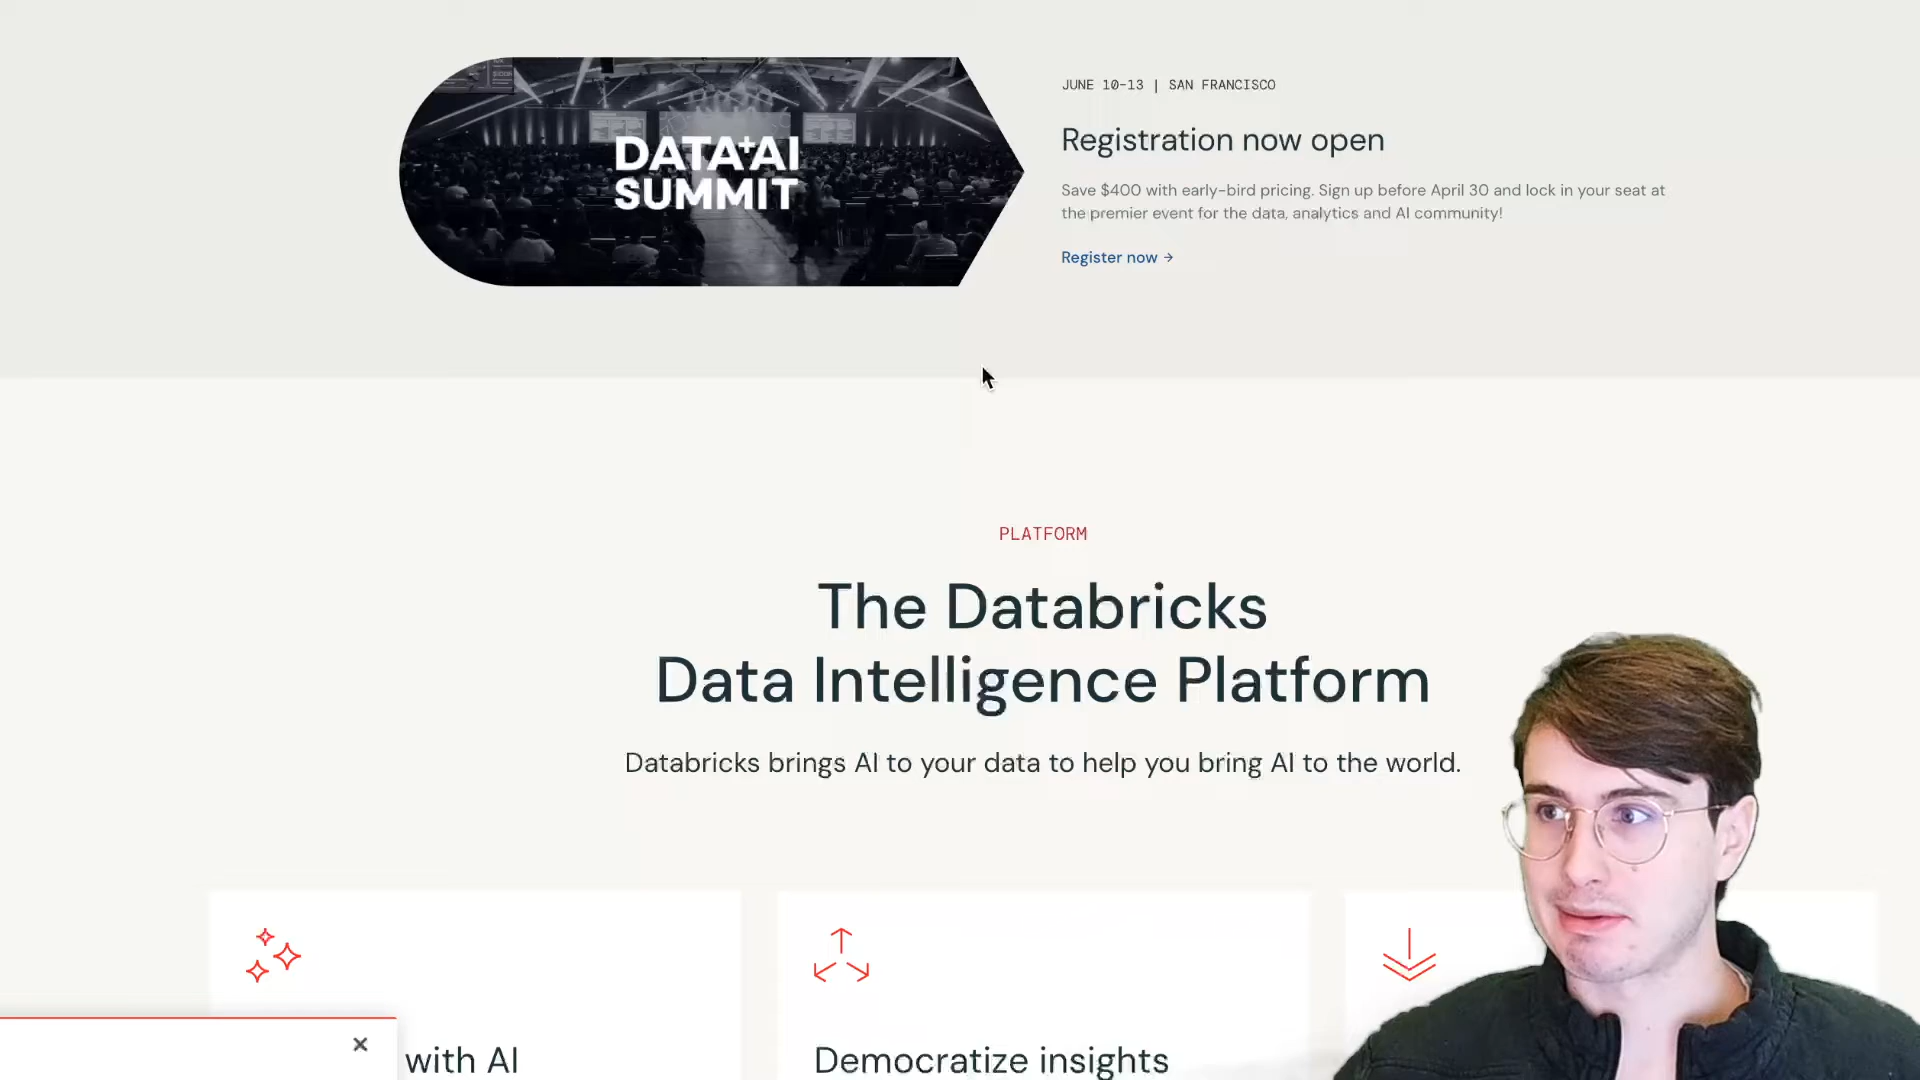 DATA+AI
SUMMIT
JUNE 10-13 | SAN FRANCISCO
Registration now open
Save $400 with early-bird pricing. Sign up before April 30 and lock in your seat at
the premier event for the data, analytics and AI community!
Register now →
PLATFORM
The Databricks
Data Intelligence Platform
Databricks brings AI to your data to help you bring AI to the world.
with AI
Democratize insights